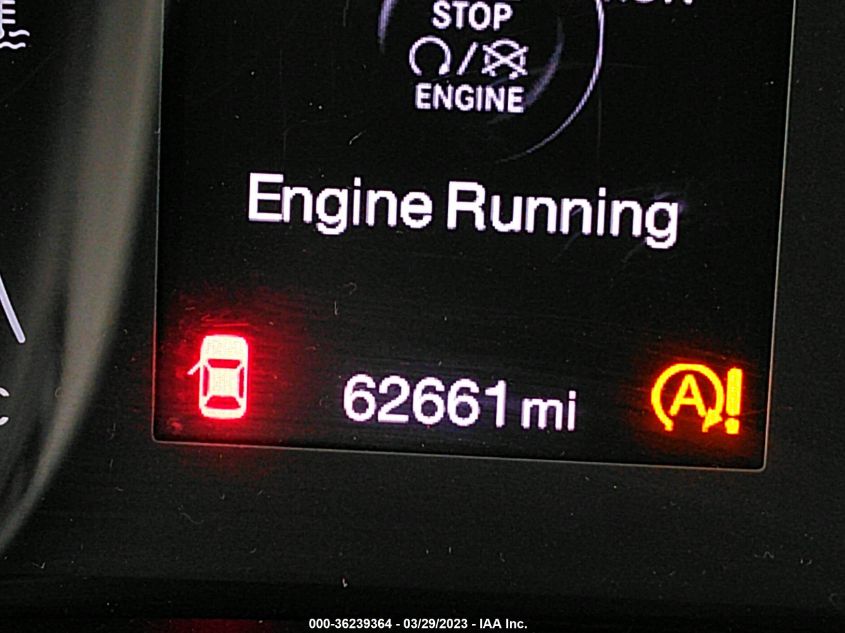 STOP
ENGINE
Engine Running
62661 mi
A!
000-36239364 - 03/29/2023 - IAA Inc.